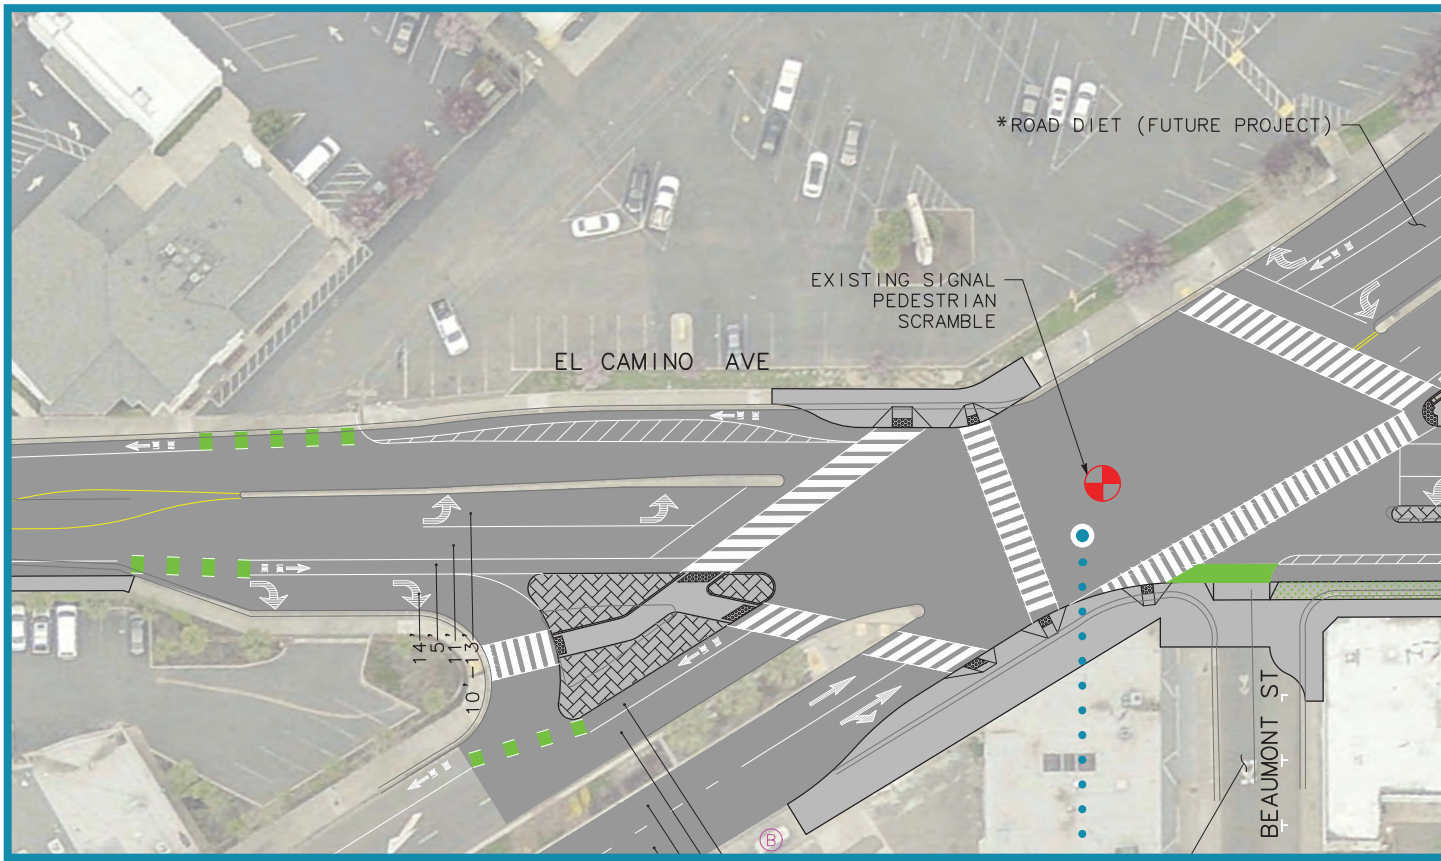 *ROAD DIET (FUTURE PROJECT)
EXISTING SIGNAL
PEDESTRIAN
SCRAMBLE
EL CAMINO AVE
14'
5'
11'
10'-13'
BEAUMONT ST
B